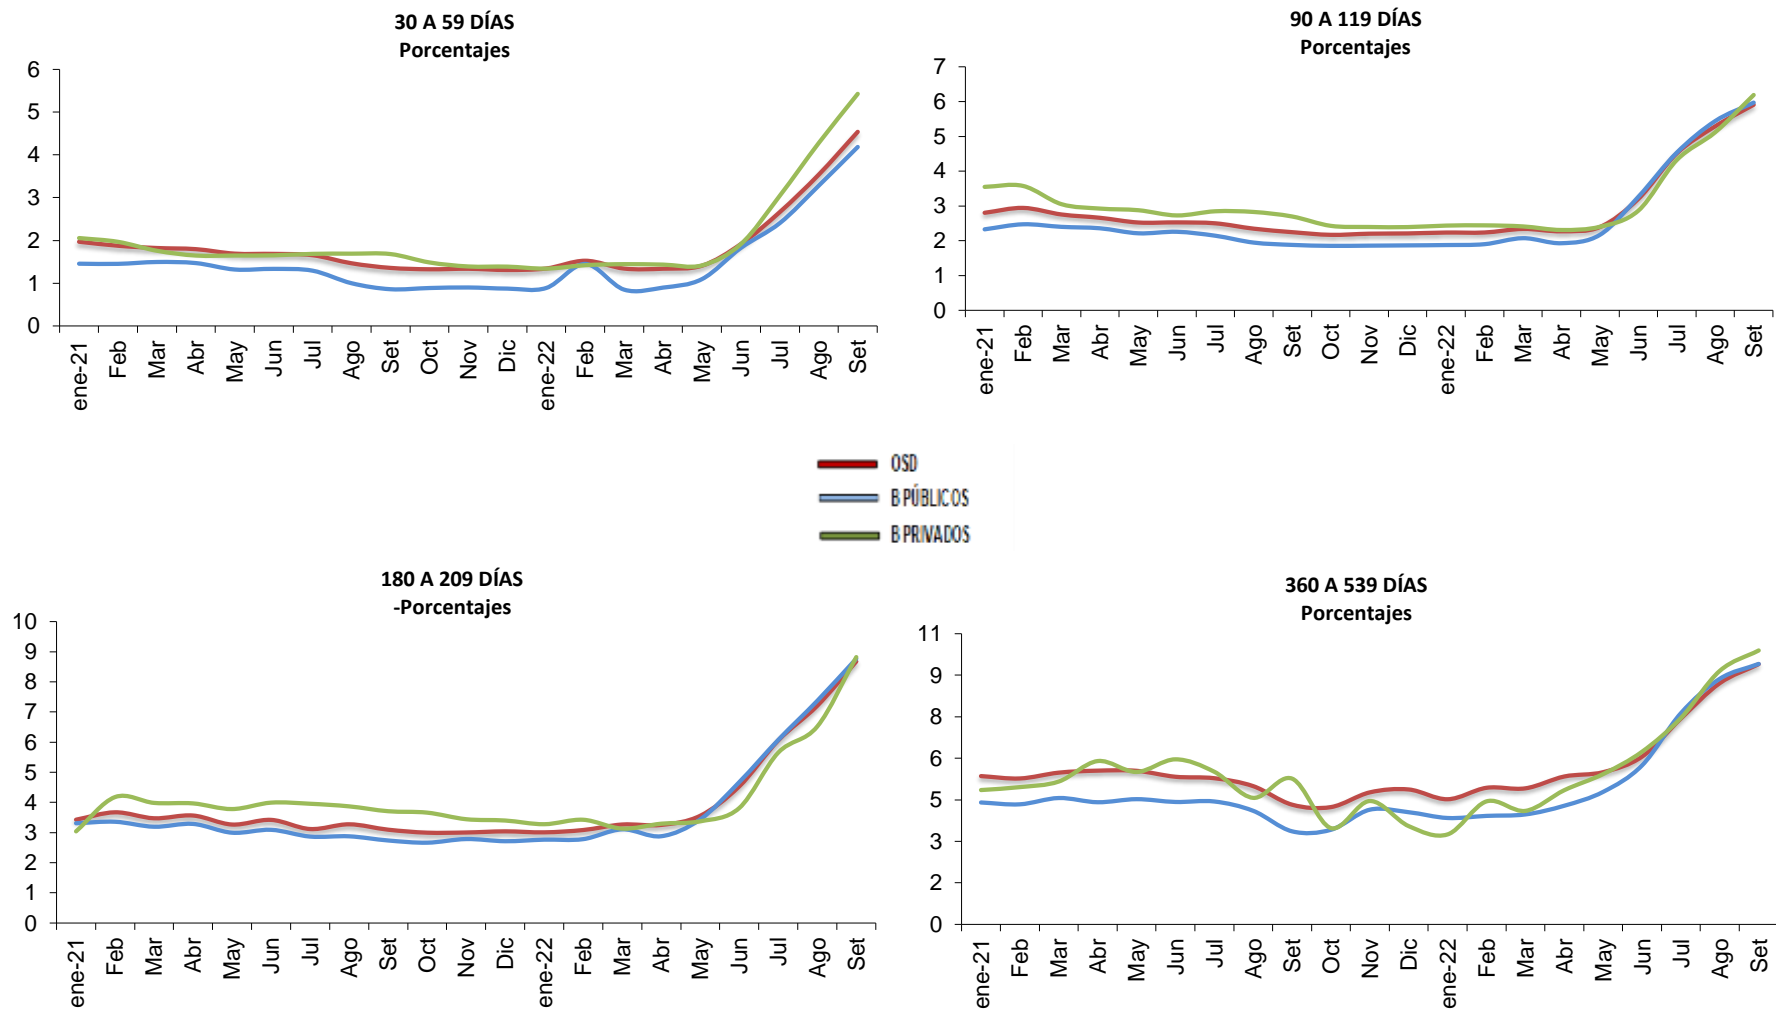 30 A 59 DÍAS
Porcentajes
6
5
4
3
2
1
0
ene-21 Feb Mar Abr May Jun Jul Ago Set Oct Nov Dic ene-22 Feb Mar Abr May Jun Jul Ago Set
90 A 119 DÍAS
Porcentajes
7
6
5
4
3
2
1
0
ene-21 Feb Mar Abr May Jun Jul Ago Set Oct Nov Dic ene-22 Feb Mar Abr May Jun Jul Ago Set
OSD
B PÚBLICOS
B PRIVADOS
180 A 209 DÍAS
-Porcentajes
10
9
8
7
6
5
4
3
2
1
0
ene-21 Feb Mar Abr May Jun Jul Ago Set Oct Nov Dic ene-22 Feb Mar Abr May Jun Jul Ago Set
360 A 539 DÍAS
Porcentajes
11
9
8
6
5
3
2
0
ene-21 Feb Mar Abr May Jun Jul Ago Set Oct Nov Dic ene-22 Feb Mar Abr May Jun Jul Ago Set